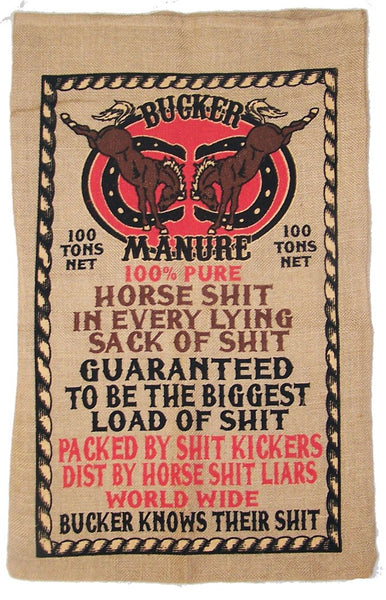 BUCKER
MANURE
100 TONS NET
100 TONS NET
100% PURE
HORSE SHIT
IN EVERY LYING
SACK OF SHIT
GUARANTEED
TO BE THE BIGGEST
LOAD OF SHIT
PACKED BY SHIT KICKERS
DIST BY HORSE SHIT LIARS
WORLD WIDE
BUCKER KNOWS THEIR SHIT